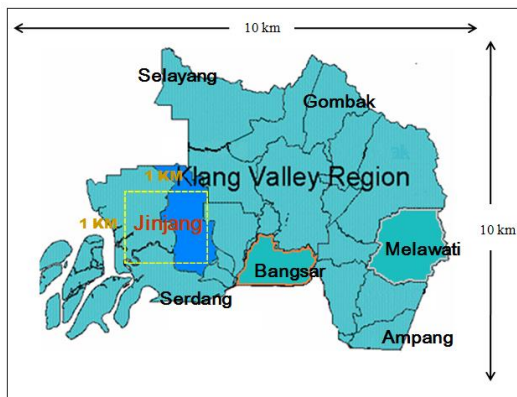 10 km
Selayang
Gombak
1 KM
Klang Valley Region
1 KM
Jinjang
10 km
Melawati
Bangsar
Serdang
Ampang